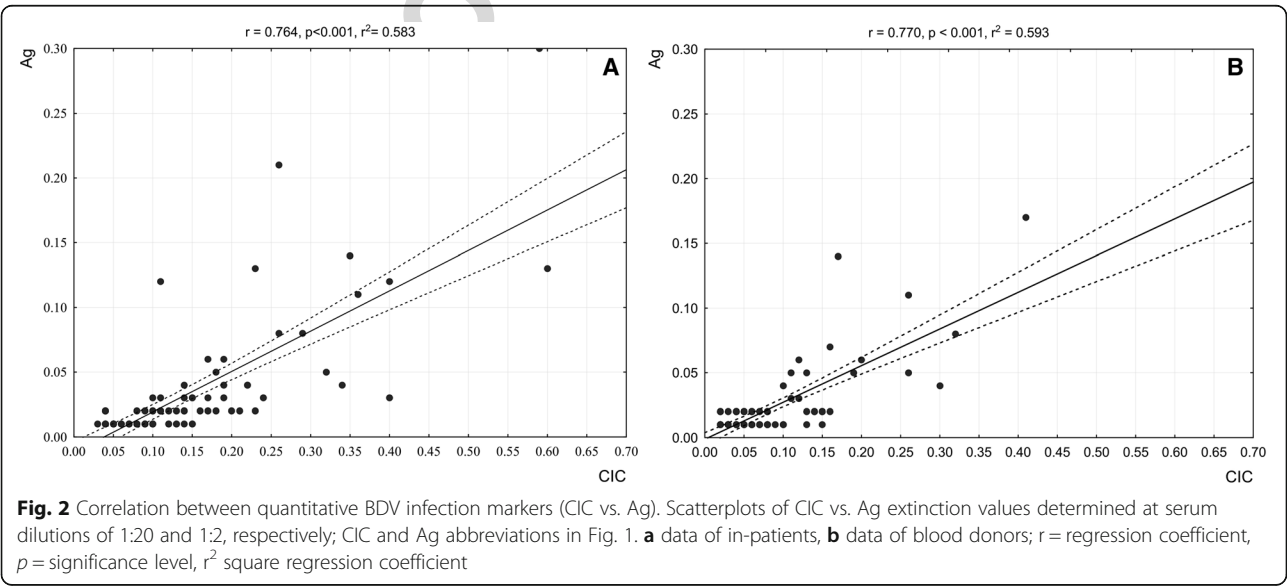 r = 0.764, p<0.001, r²= 0.583
Ag
A
0.30
0.25
0.20
0.15
0.10
0.05
0.00
0.00 0.05 0.10 0.15 0.20 0.25 0.30 0.35 0.40 0.45 0.50 0.55 0.60 0.65 0.70
CIC
r = 0.770, p < 0.001, r² = 0.593
Ag
B
0.30
0.25
0.20
0.15
0.10
0.05
0.00
0.00 0.05 0.10 0.15 0.20 0.25 0.30 0.35 0.40 0.45 0.50 0.55 0.60 0.65 0.70
CIC
Fig. 2 Correlation between quantitative BDV infection markers (CIC vs. Ag). Scatterplots of CIC vs. Ag extinction values determined at serum
dilutions of 1:20 and 1:2, respectively; CIC and Ag abbreviations in Fig. 1. a data of in-patients, b data of blood donors; r = regression coefficient,
p = significance level, r² square regression coefficient